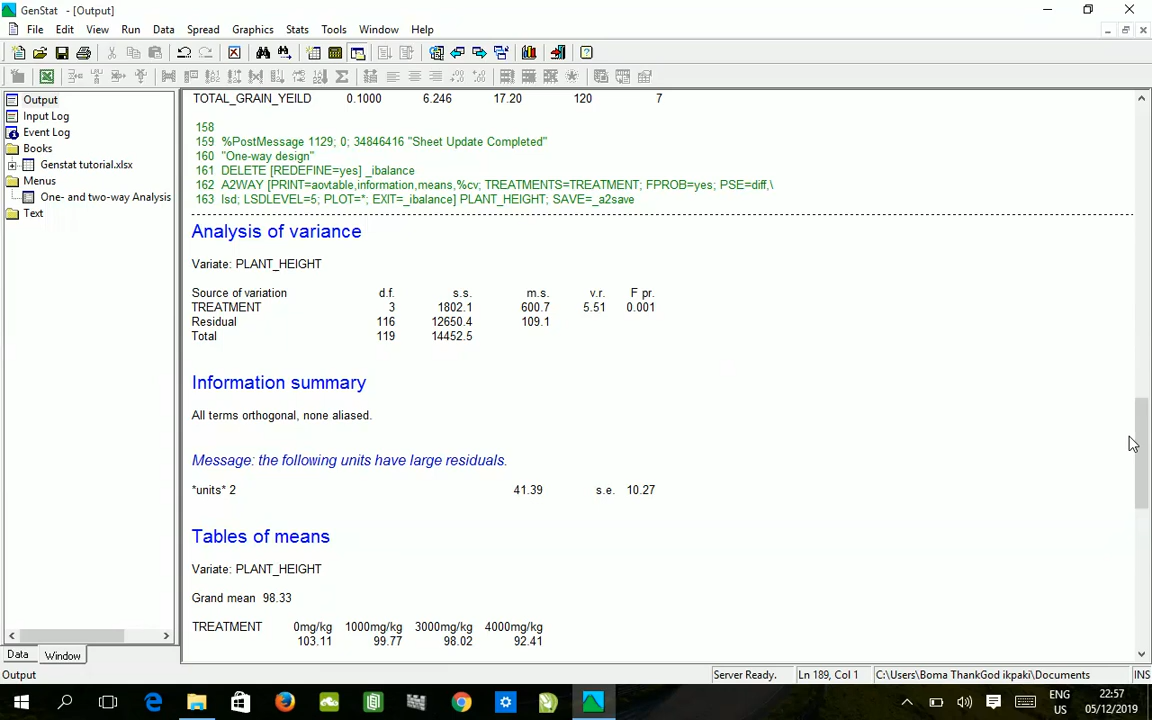 GenStat - [Output]
File Edit View Run Data Spread Graphics Stats Tools Window Help
Output
Input Log
Event Log
Books
Genstat tutorial.xlsx
Menus
One- and two-way Analysis
Text
Data Window
TOTAL_GRAIN_YEILD 0.1000 6.246 17.20 120 7
158
159 %PostMessage 1129; 0; 34846416 "Sheet Update Completed"
160 "One-way design"
161 DELETE [REDEFINE=yes] _ibalance
162 A2WAY [PRINT=aovtable,information,means,%cv; TREATMENTS=TREATMENT; FPROB=yes; PSE=diff,\
163 lsd; LSDLEVEL=5; PLOT=*; EXIT=_ibalance] PLANT_HEIGHT; SAVE=_a2save
Analysis of variance
Variate: PLANT_HEIGHT
Source of variation d.f. s.s. m.s. v.r. F pr.
TREATMENT 3 1802.1 600.7 5.51 0.001
Residual 116 12650.4 109.1
Total 119 14452.5
Information summary
All terms orthogonal, none aliased.
Message: the following units have large residuals.
*units* 2 41.39 s.e. 10.27
Tables of means
Variate: PLANT_HEIGHT
Grand mean 98.33
TREATMENT 0mg/kg 1000mg/kg 3000mg/kg 4000mg/kg
103.11 99.77 98.02 92.41
Output Server Ready. Ln 189, Col 1 C:\Users\Boma ThankGod ikpaki\Documents INS
ENG
US
22:57
05/12/2019